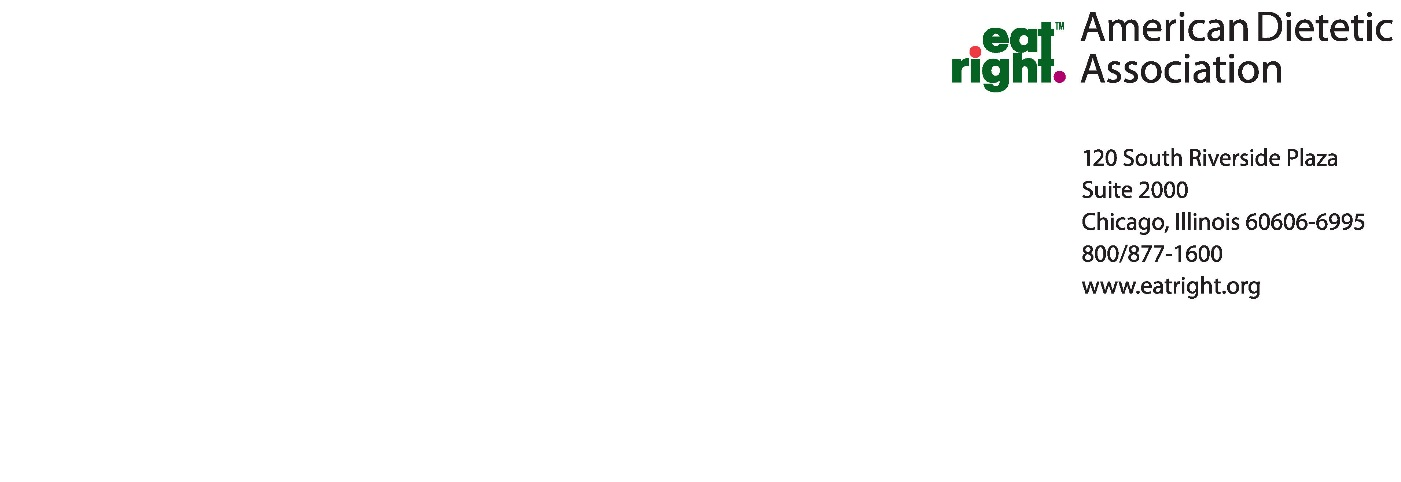 eat™
right.
American Dietetic
Association
120 South Riverside Plaza
Suite 2000
Chicago, Illinois 60606-6995
800/877-1600
www.eatright.org